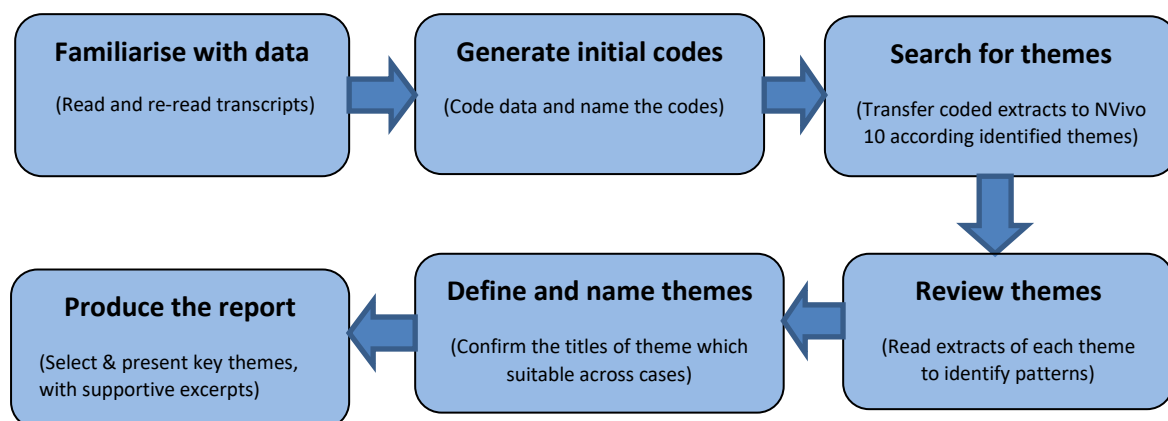 Familiarise with data
(Read and re-read transcripts)
Generate initial codes
(Code data and name the codes)
Search for themes
(Transfer coded extracts to NVivo
10 according identified themes)
Review themes
(Read extracts of each theme
to identify patterns)
Define and name themes
(Confirm the titles of theme which
suitable across cases)
Produce the report
(Select & present key themes,
with supportive excerpts)